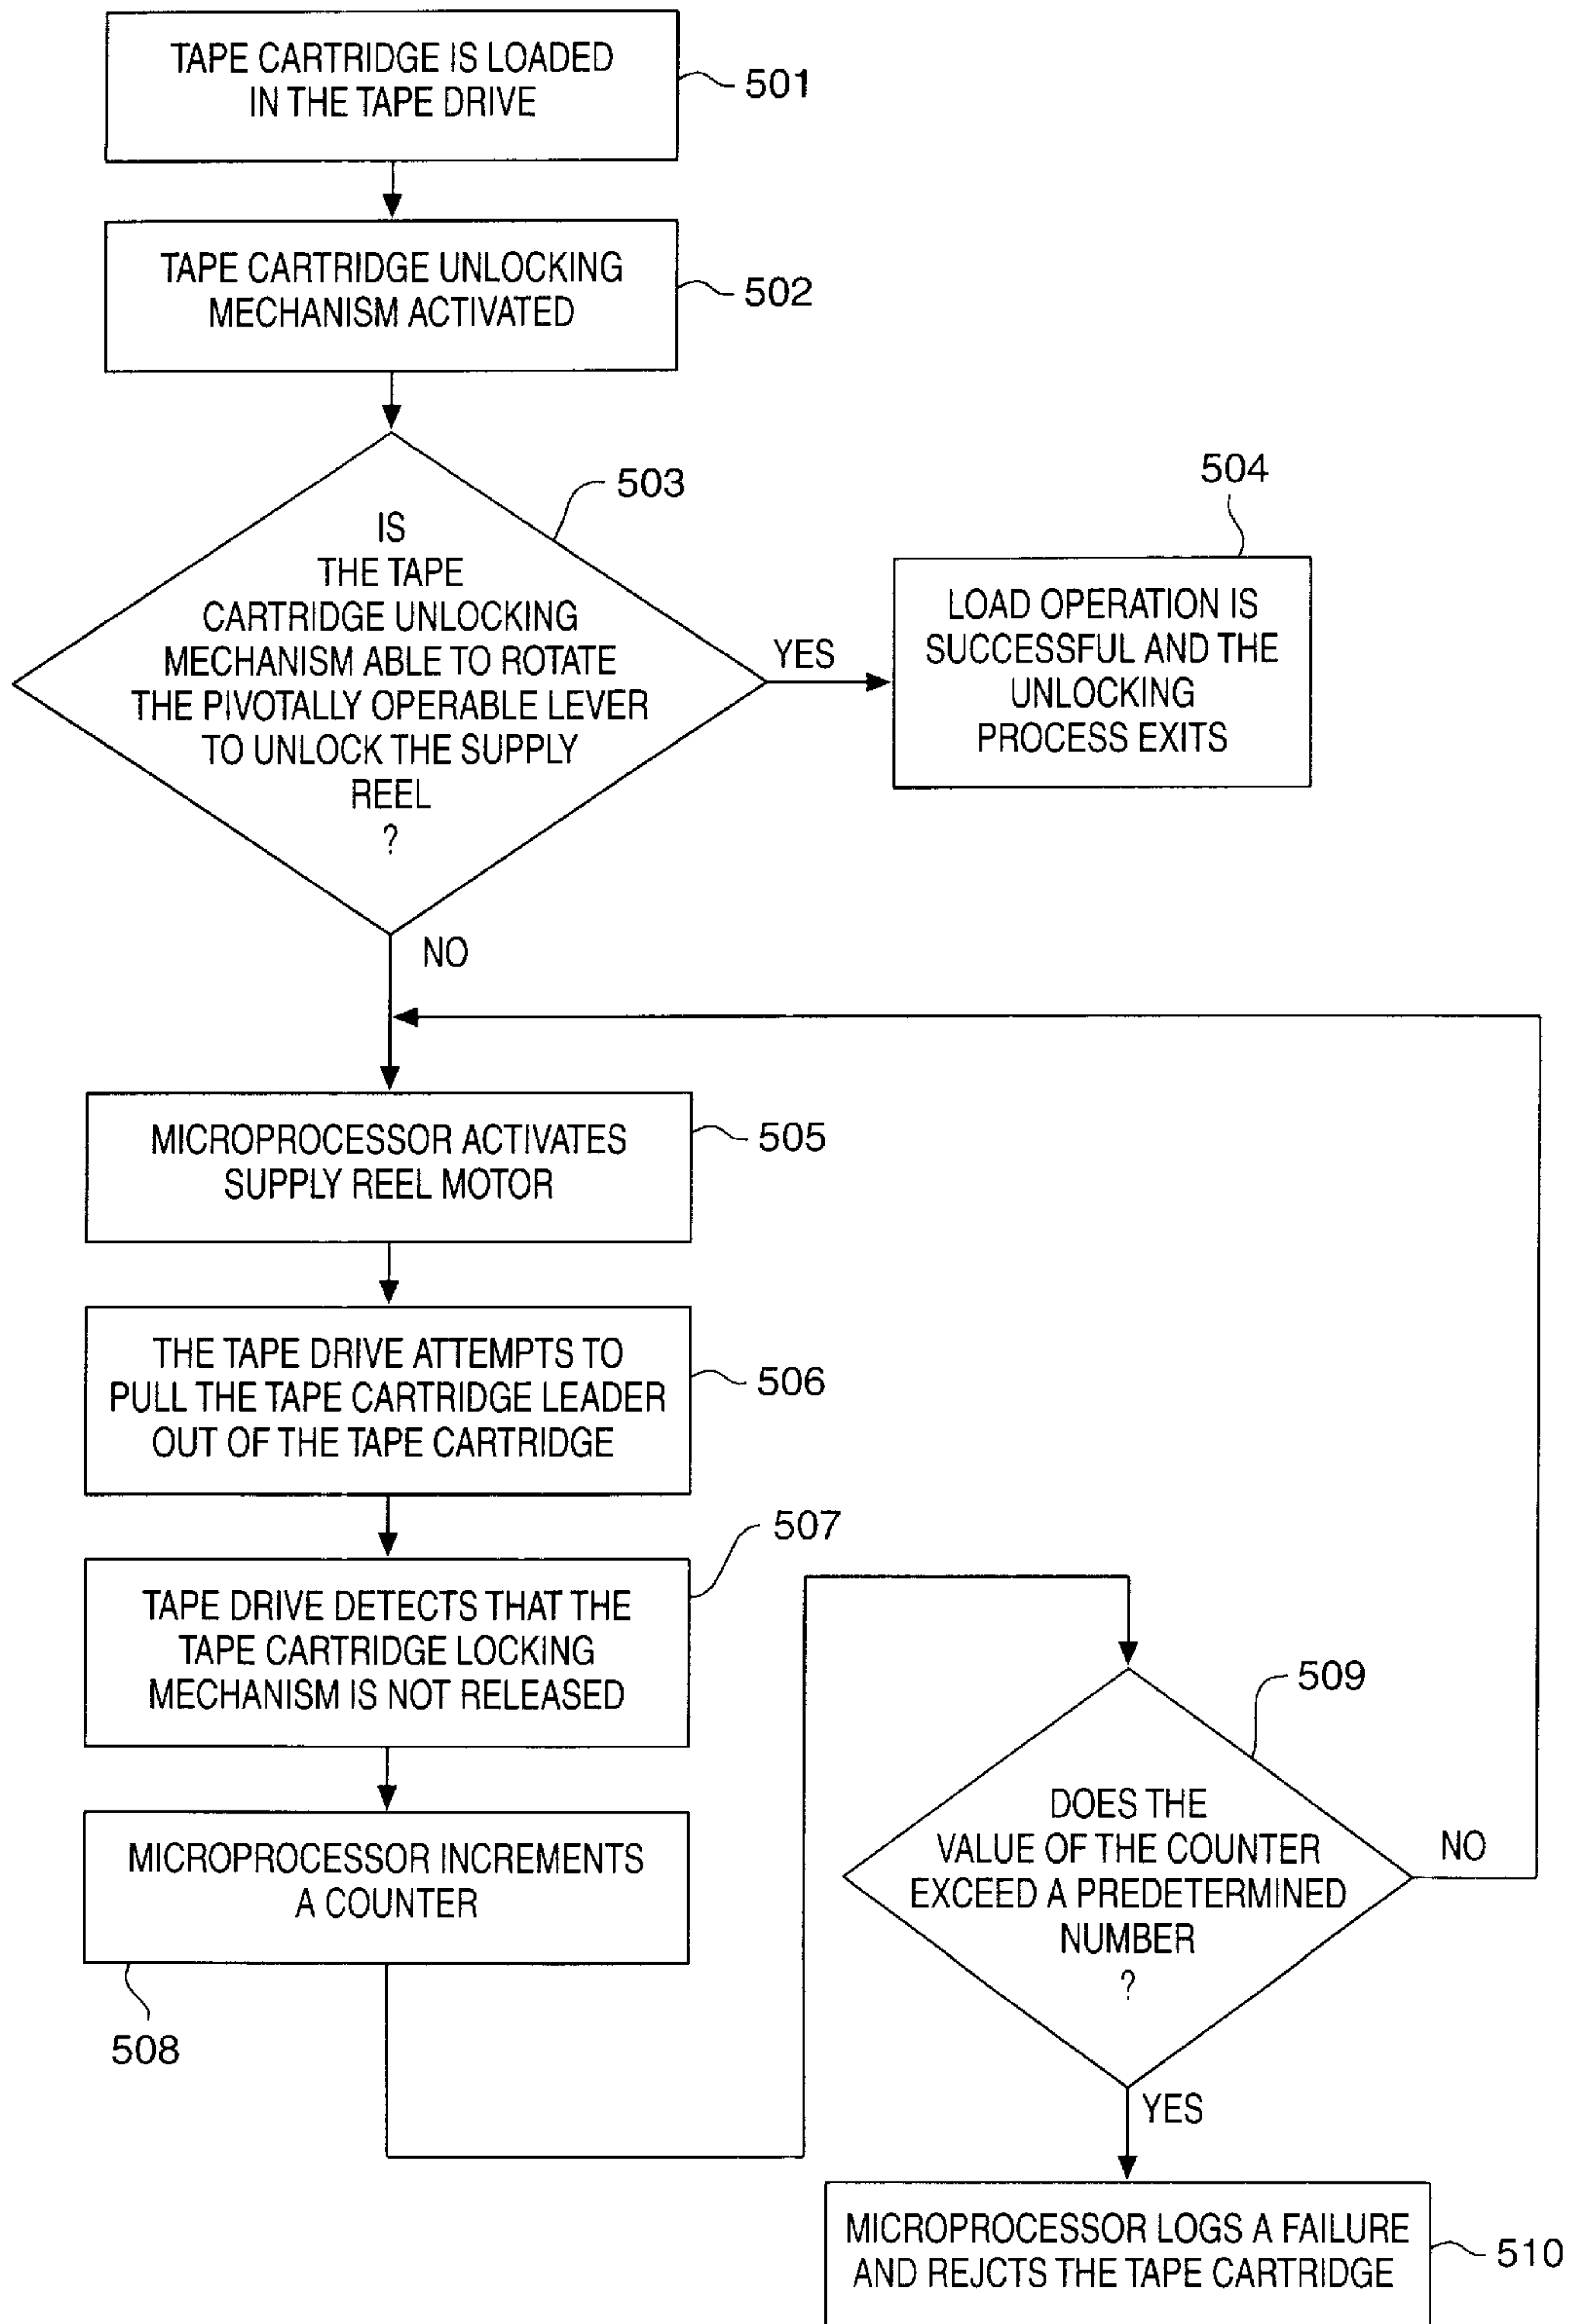 TAPE CARTRIDGE IS LOADED
IN THE TAPE DRIVE
501
TAPE CARTRIDGE UNLOCKING
MECHANISM ACTIVATED
502
503
IS
THE TAPE
CARTRIDGE UNLOCKING
MECHANISM ABLE TO ROTATE
THE PIVOTALLY OPERABLE LEVER
TO UNLOCK THE SUPPLY
REEL
?
YES
504
LOAD OPERATION IS
SUCCESSFUL AND THE
UNLOCKING
PROCESS EXITS
NO
MICROPROCESSOR ACTIVATES
SUPPLY REEL MOTOR
505
THE TAPE DRIVE ATTEMPTS TO
PULL THE TAPE CARTRIDGE LEADER
OUT OF THE TAPE CARTRIDGE
506
507
TAPE DRIVE DETECTS THAT THE
TAPE CARTRIDGE LOCKING
MECHANISM IS NOT RELEASED
MICROPROCESSOR INCREMENTS
A COUNTER
508
509
DOES THE
VALUE OF THE COUNTER
EXCEED A PREDETERMINED
NUMBER
?
NO
YES
MICROPROCESSOR LOGS A FAILURE
AND REJCTS THE TAPE CARTRIDGE
510